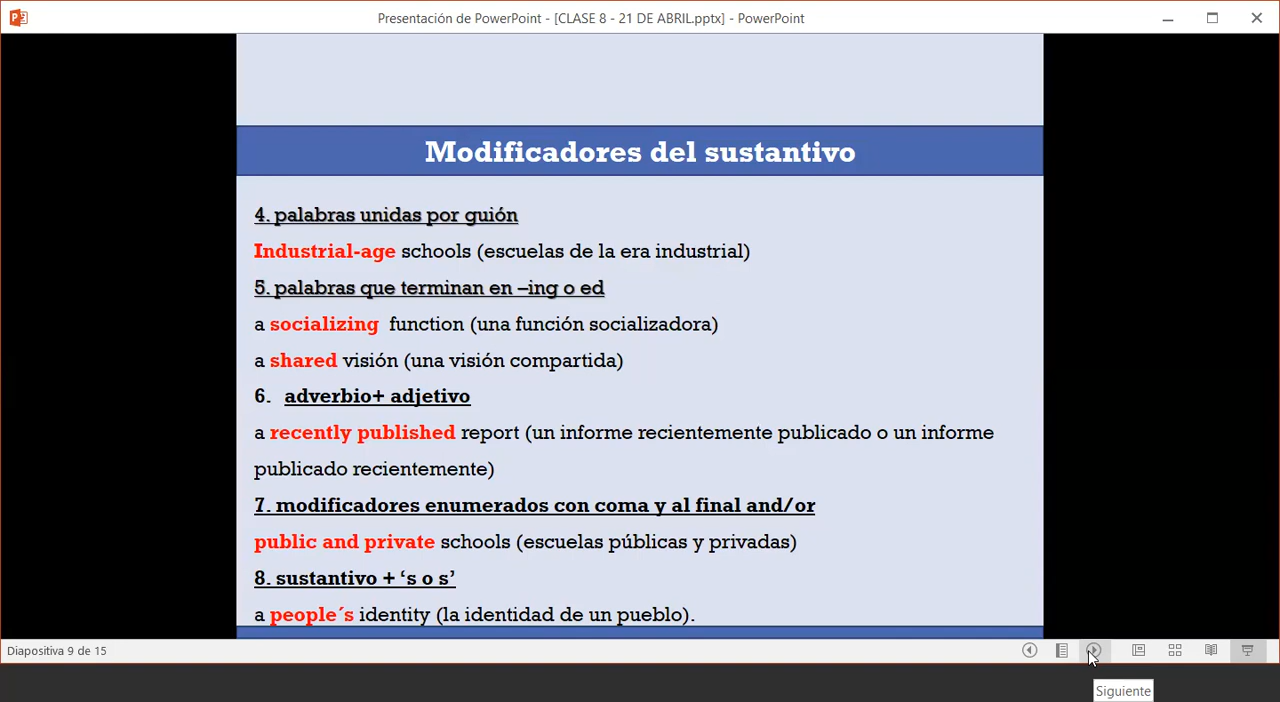 Presentación de PowerPoint - [CLASE 8 - 21 DE ABRIL.pptx] - PowerPoint
Modificadores del sustantivo
4. palabras unidas por guión
Industrial-age schools (escuelas de la era industrial)
5. palabras que terminan en –ing o ed
a socializing function (una función socializadora)
a shared visión (una visión compartida)
6. adverbio+ adjetivo
a recently published report (un informe recientemente publicado o un informe
publicado recientemente)
7. modificadores enumerados con coma y al final and/or
public and private schools (escuelas públicas y privadas)
8. sustantivo + ‘s o s’
a people´s identity (la identidad de un pueblo).
Diapositiva 9 de 15
Siguiente